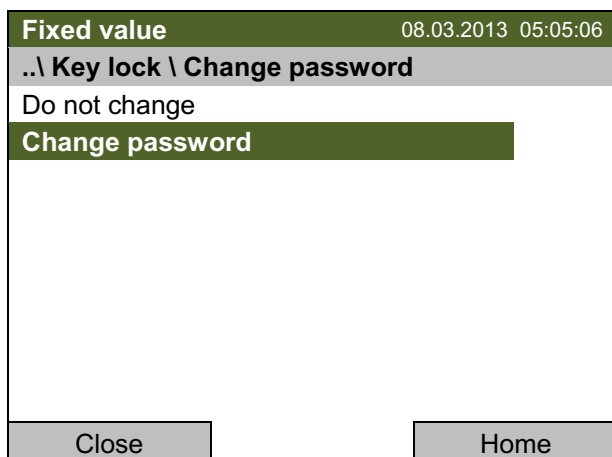 Fixed value 08.03.2013 05:05:06
..\ Key lock \ Change password
Do not change
Change password
Close Home